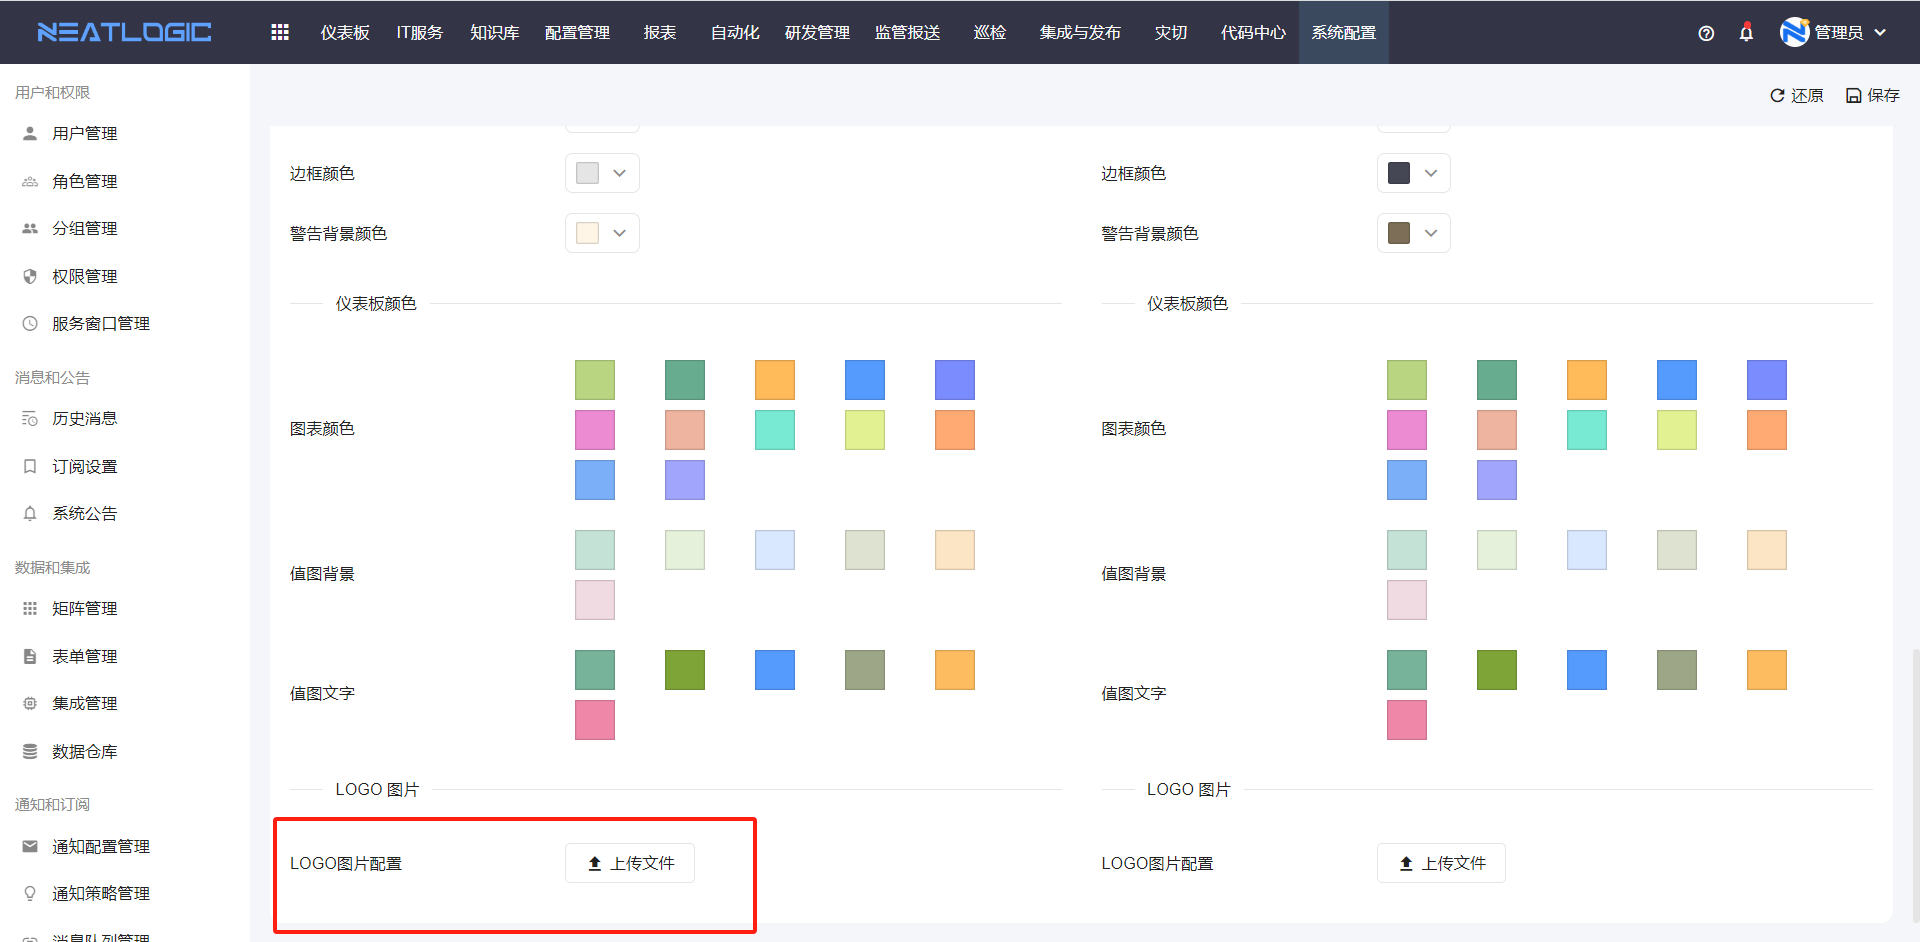 NEATLOGIC
仪表板 IT服务 知识库 配置管理 报表 自动化 研发管理 监管报送 巡检 集成与发布 灾切 代码中心 系统配置 管理员
还原 保存
用户和权限
用户管理
角色管理
分组管理
权限管理
服务窗口管理
消息和公告
历史消息
订阅设置
系统公告
数据和集成
矩阵管理
表单管理
集成管理
数据仓库
通知和订阅
通知配置管理
通知策略管理
消息队列管理
边框颜色 边框颜色
警告背景颜色 警告背景颜色
仪表板颜色 仪表板颜色
图表颜色 图表颜色
值图背景 值图背景
值图文字 值图文字
LOGO 图片 LOGO 图片
LOGO图片配置 上传文件 LOGO图片配置 上传文件